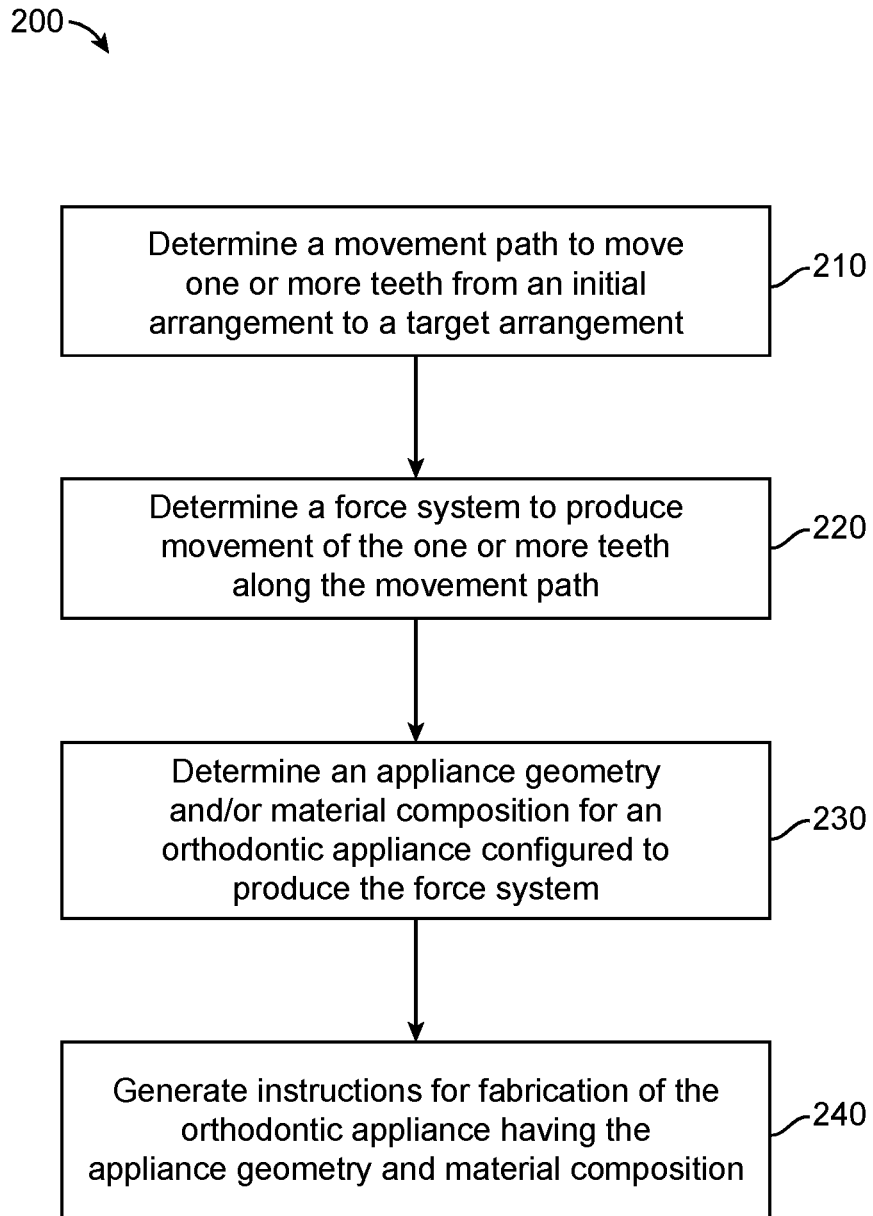 200
Determine a movement path to move
one or more teeth from an initial
arrangement to a target arrangement
210
Determine a force system to produce
movement of the one or more teeth
along the movement path
220
Determine an appliance geometry
and/or material composition for an
orthodontic appliance configured to
produce the force system
230
Generate instructions for fabrication of the
orthodontic appliance having the
appliance geometry and material composition
240